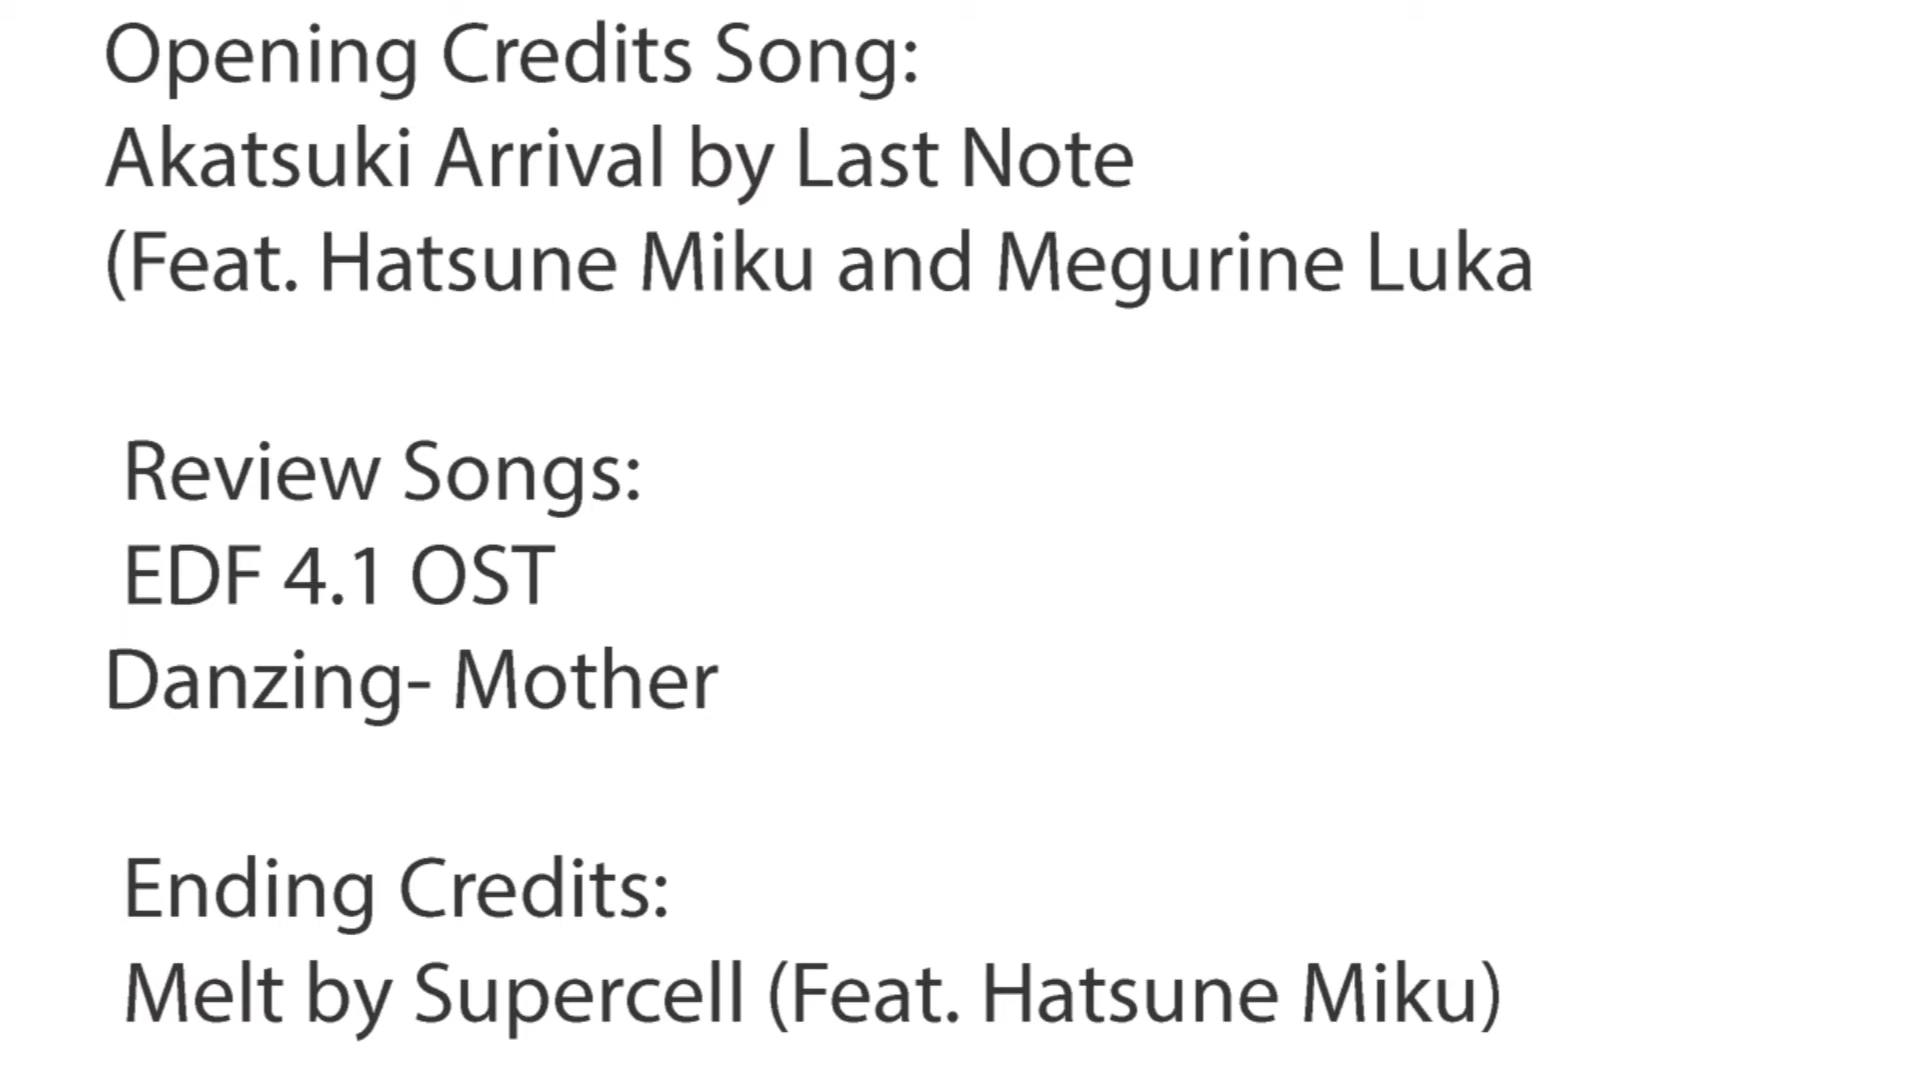 Opening Credits Song:
Akatsuki Arrival by Last Note
(Feat. Hatsune Miku and Megurine Luka
Review Songs:
EDF 4.1 OST
Danzing- Mother
Ending Credits:
Melt by Supercell (Feat. Hatsune Miku)